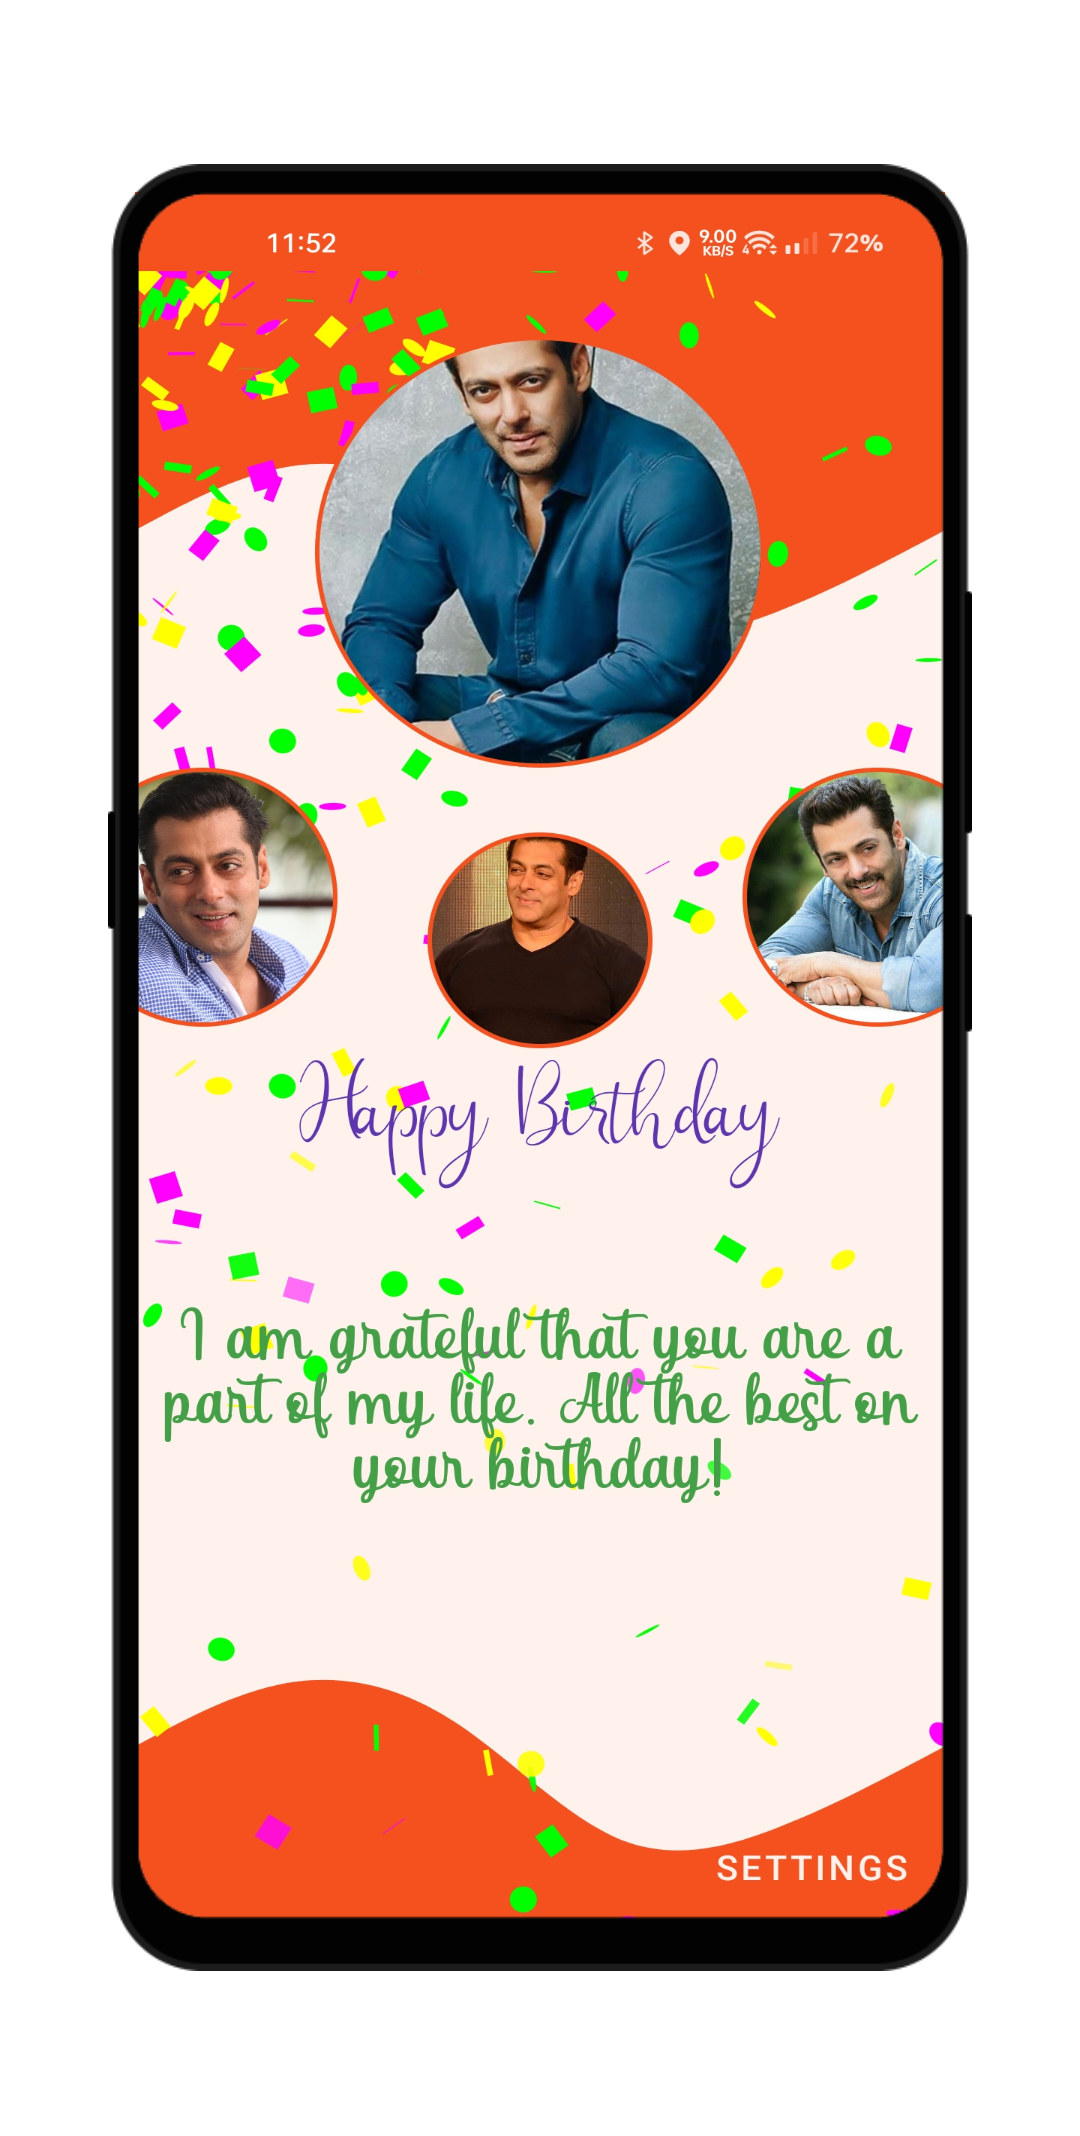 11:52
9.00
KB/S
4
72%
Happy Birthday
I am grateful that you are a
part of my life. All the best on
your birthday!
SETTINGS